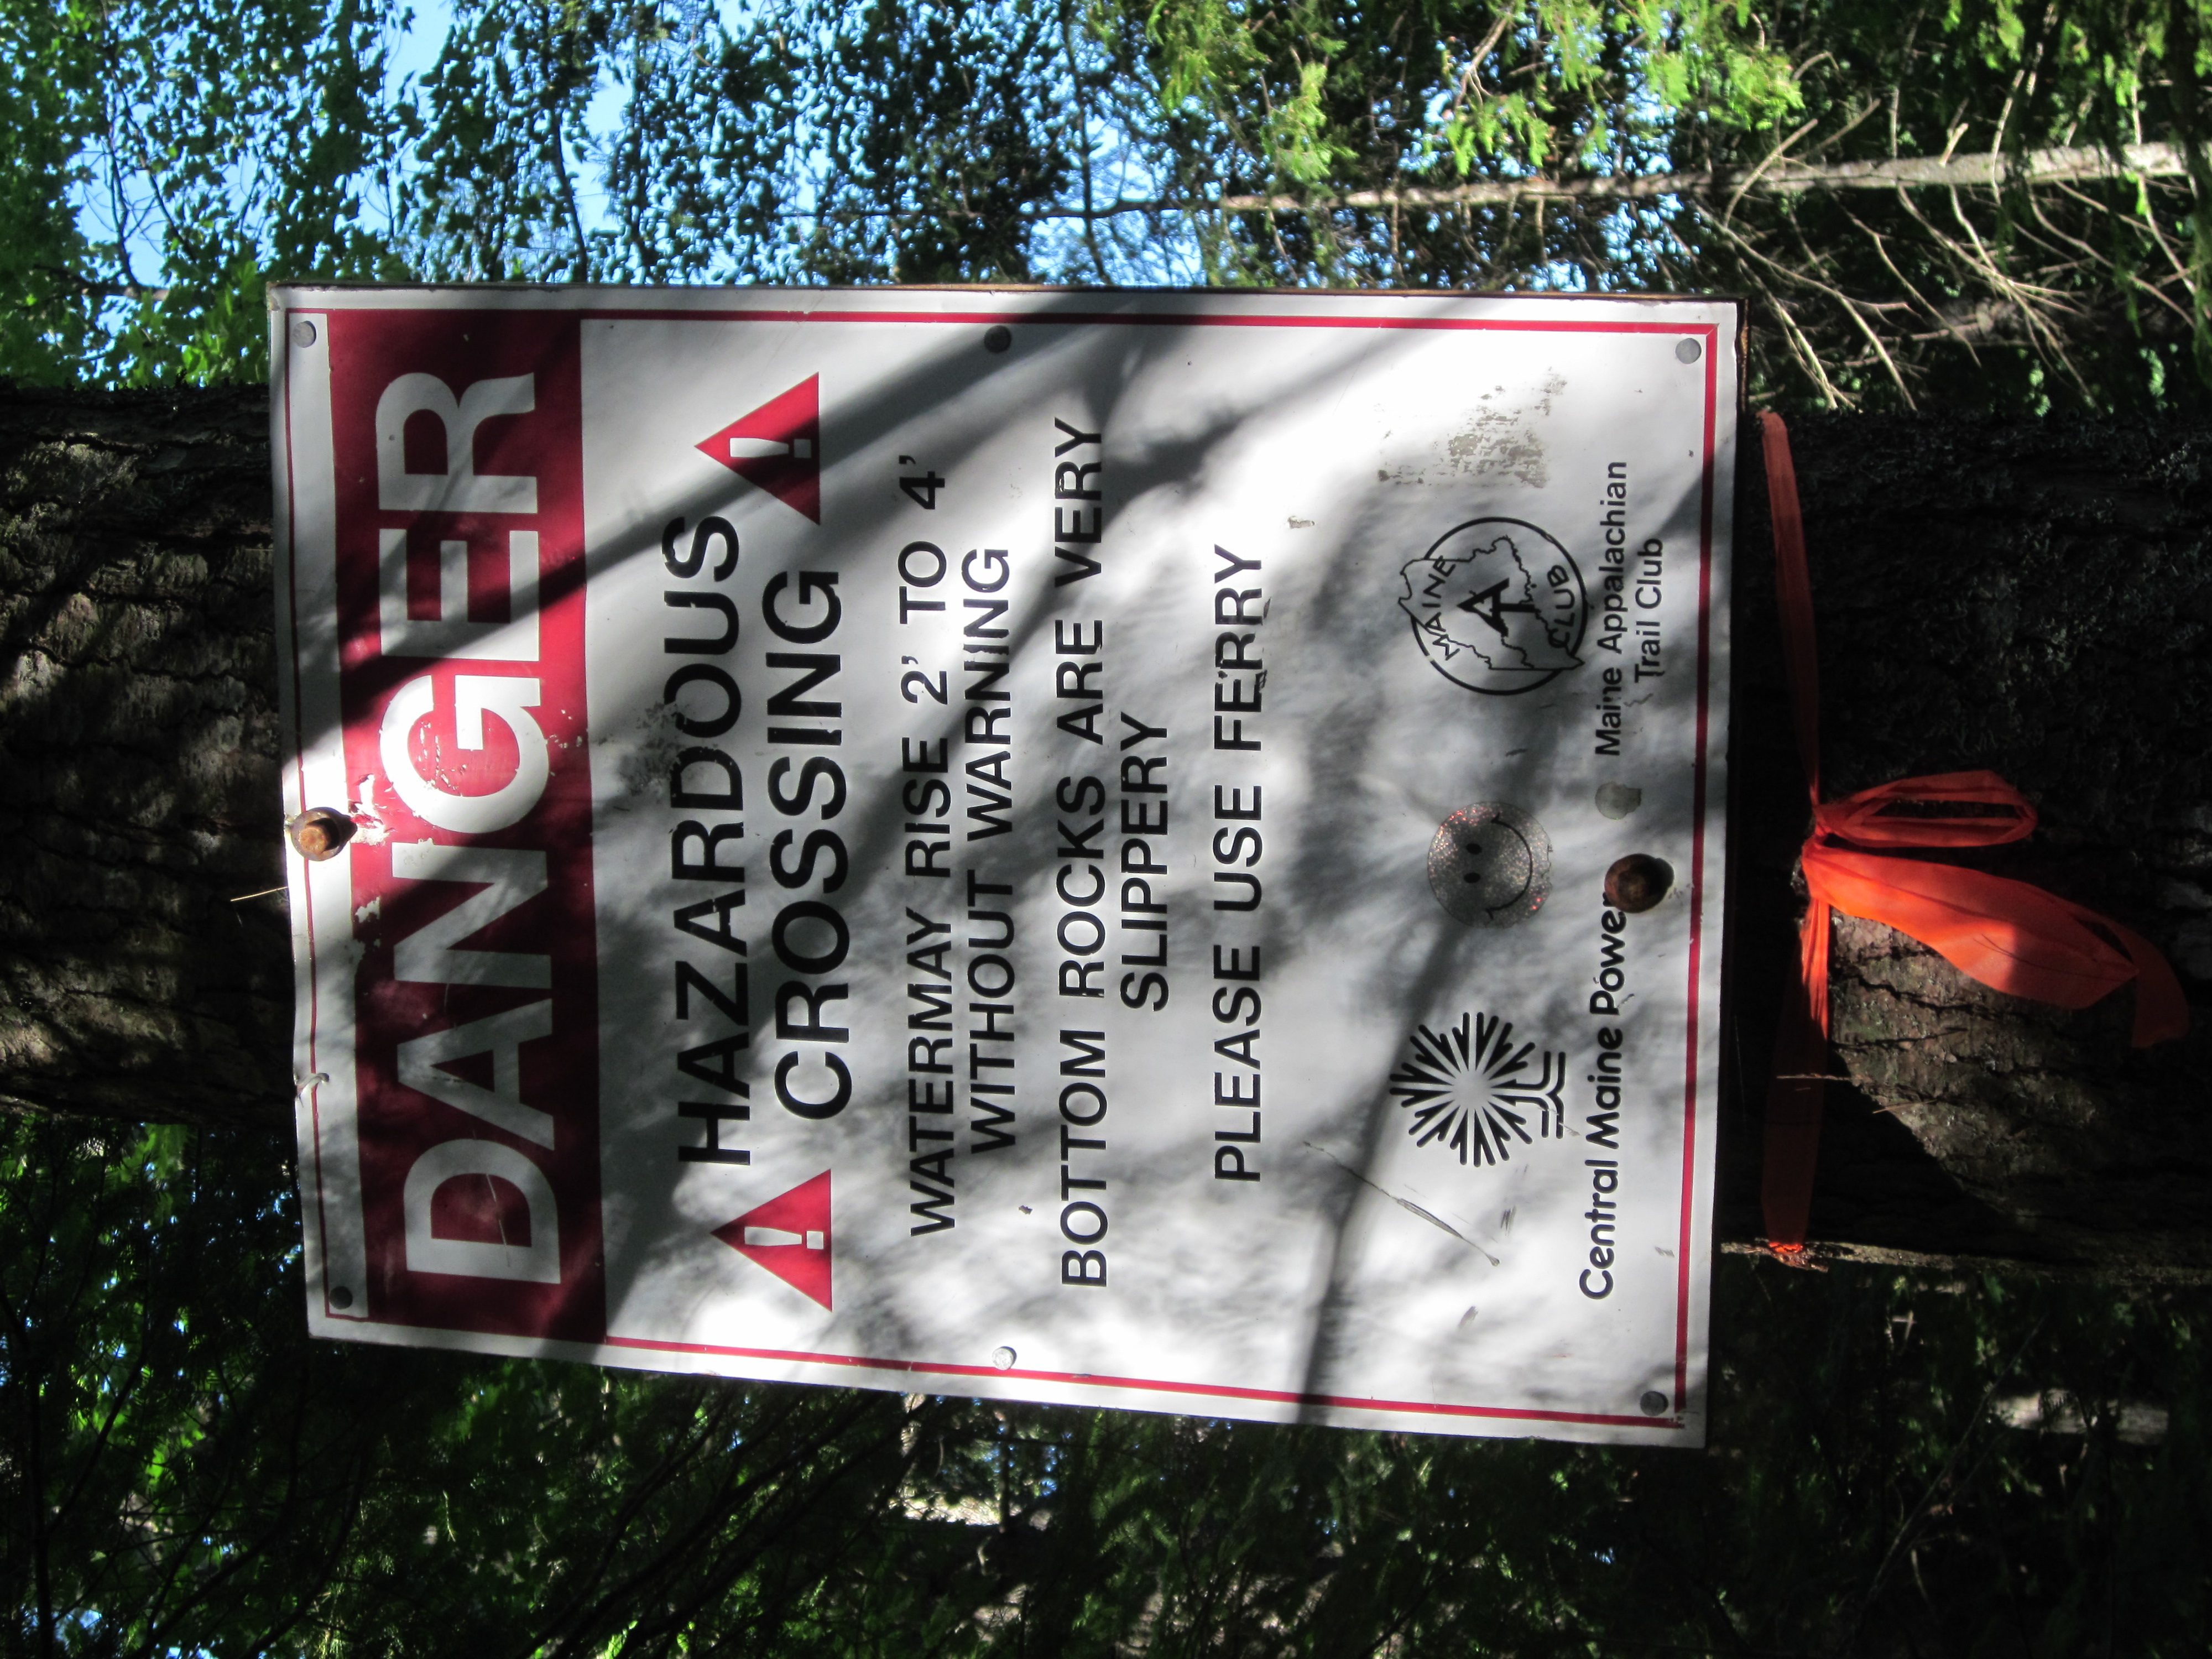 DANGER
HAZARDOUS
CROSSING
WATERMAY RISE 2' TO 4'
WITHOUT WARNING
BOTTOM ROCKS ARE VERY
SLIPPERY
PLEASE USE FERRY
MAINE
AT
CLUB
Central Maine Power
Maine Appalachian
Trail Club